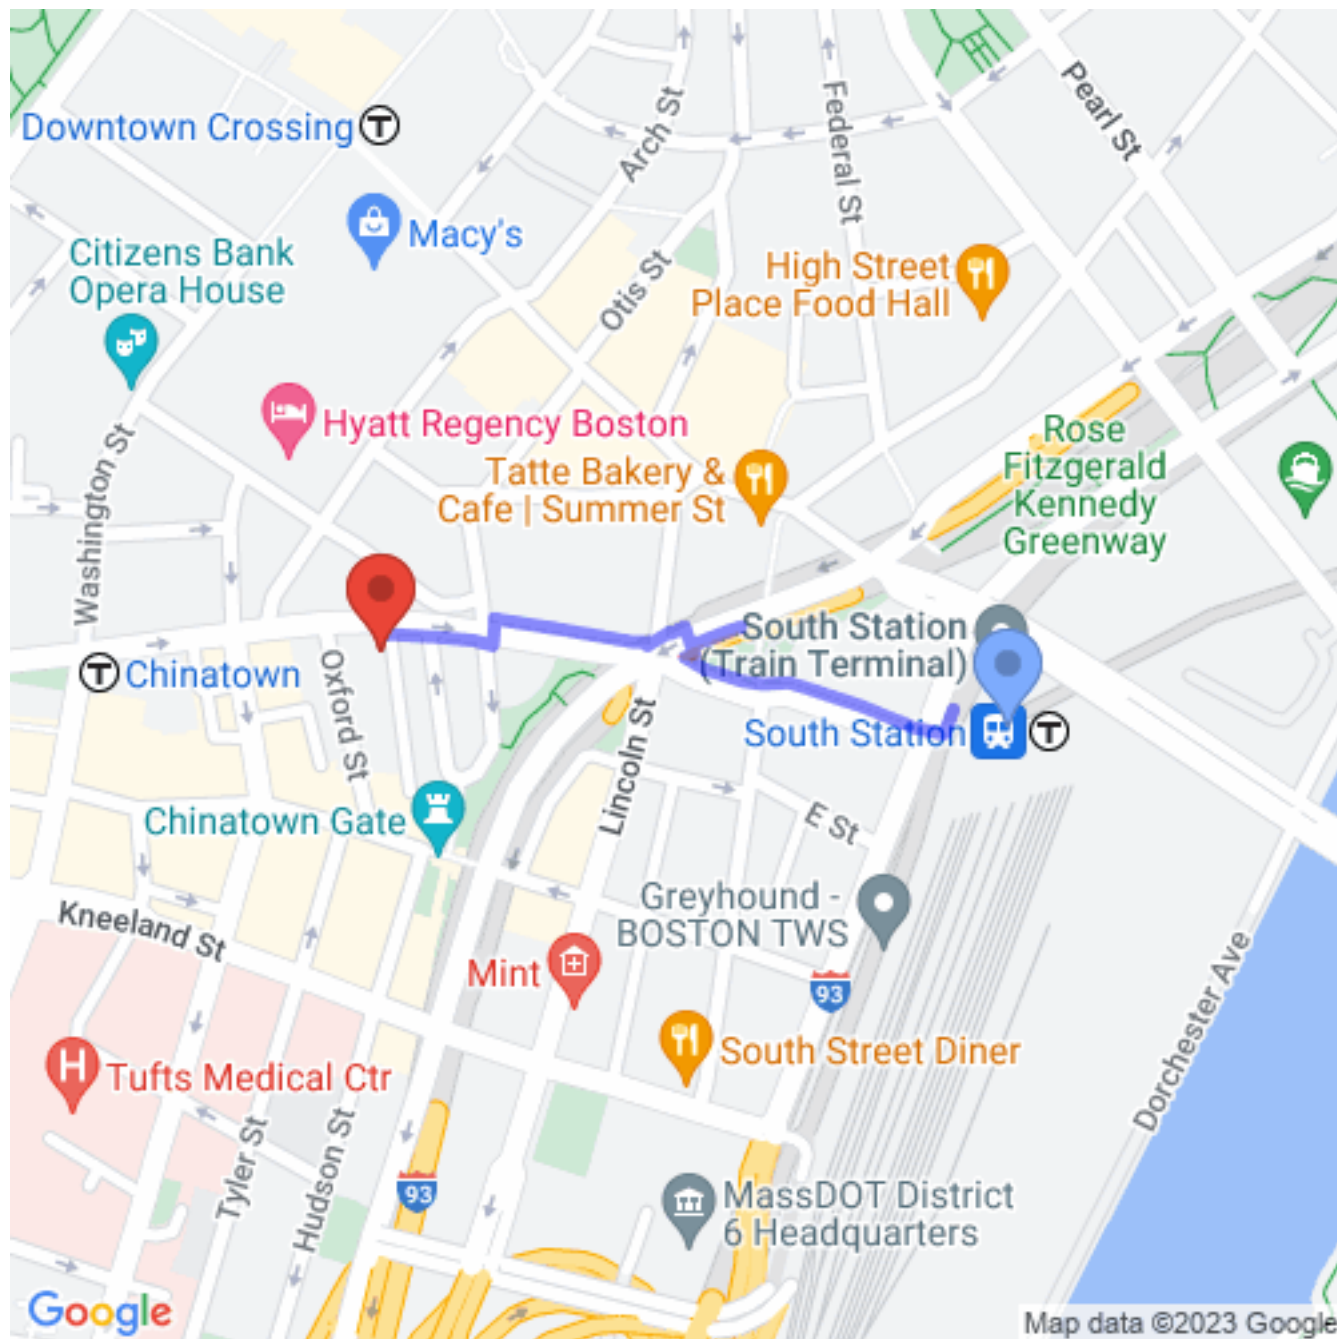 Pearl St
Federal St
Arch St
Downtown Crossing T
Macy's
Citizens Bank
Opera House
Otis St
High Street
Place Food Hall
Hyatt Regency Boston
Rose
Fitzgerald
Kennedy
Greenway
Tatte Bakery &
Cafe | Summer St
Washington St
South Station
(Train Terminal)
T Chinatown
Oxford St
South Station T
Lincoln St
Chinatown Gate
E St
Greyhound -
BOSTON TWS
Kneeland St
Mint
93
Dorchester Ave
South Street Diner
H Tufts Medical Ctr
Tyler St
Hudson St
93
MassDOT District
6 Headquarters
Google
Map data ©2023 Google